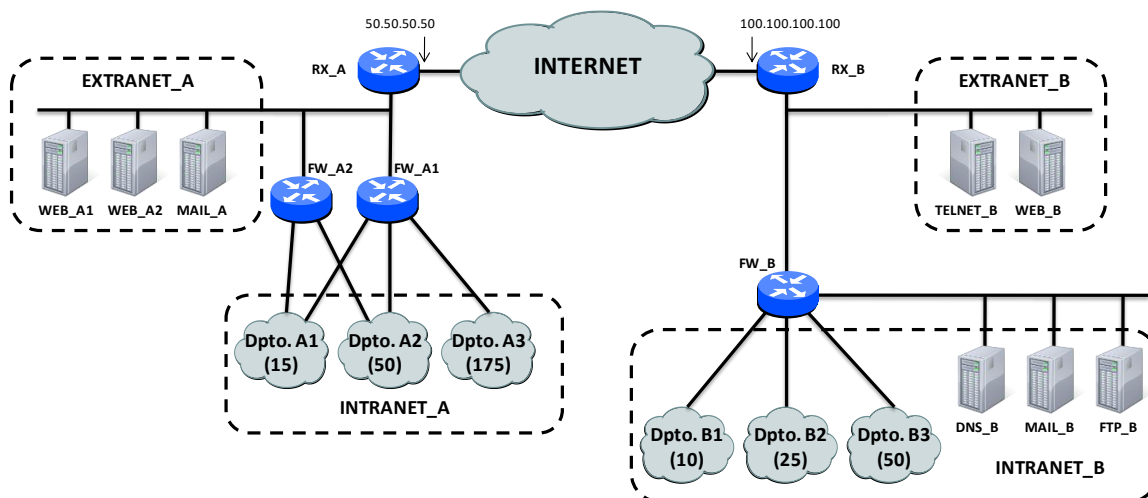 50.50.50.50
100.100.100.100
INTERNET
RX_A
RX_B
EXTRANET_A
EXTRANET_B
WEB_A1
WEB_A2
MAIL_A
FW_A2
FW_A1
TELNET_B
WEB_B
FW_B
Dpto. A1
(15)
Dpto. A2
(50)
Dpto. A3
(175)
INTRANET_A
Dpto. B1
(10)
Dpto. B2
(25)
Dpto. B3
(50)
DNS_B
MAIL_B
FTP_B
INTRANET_B